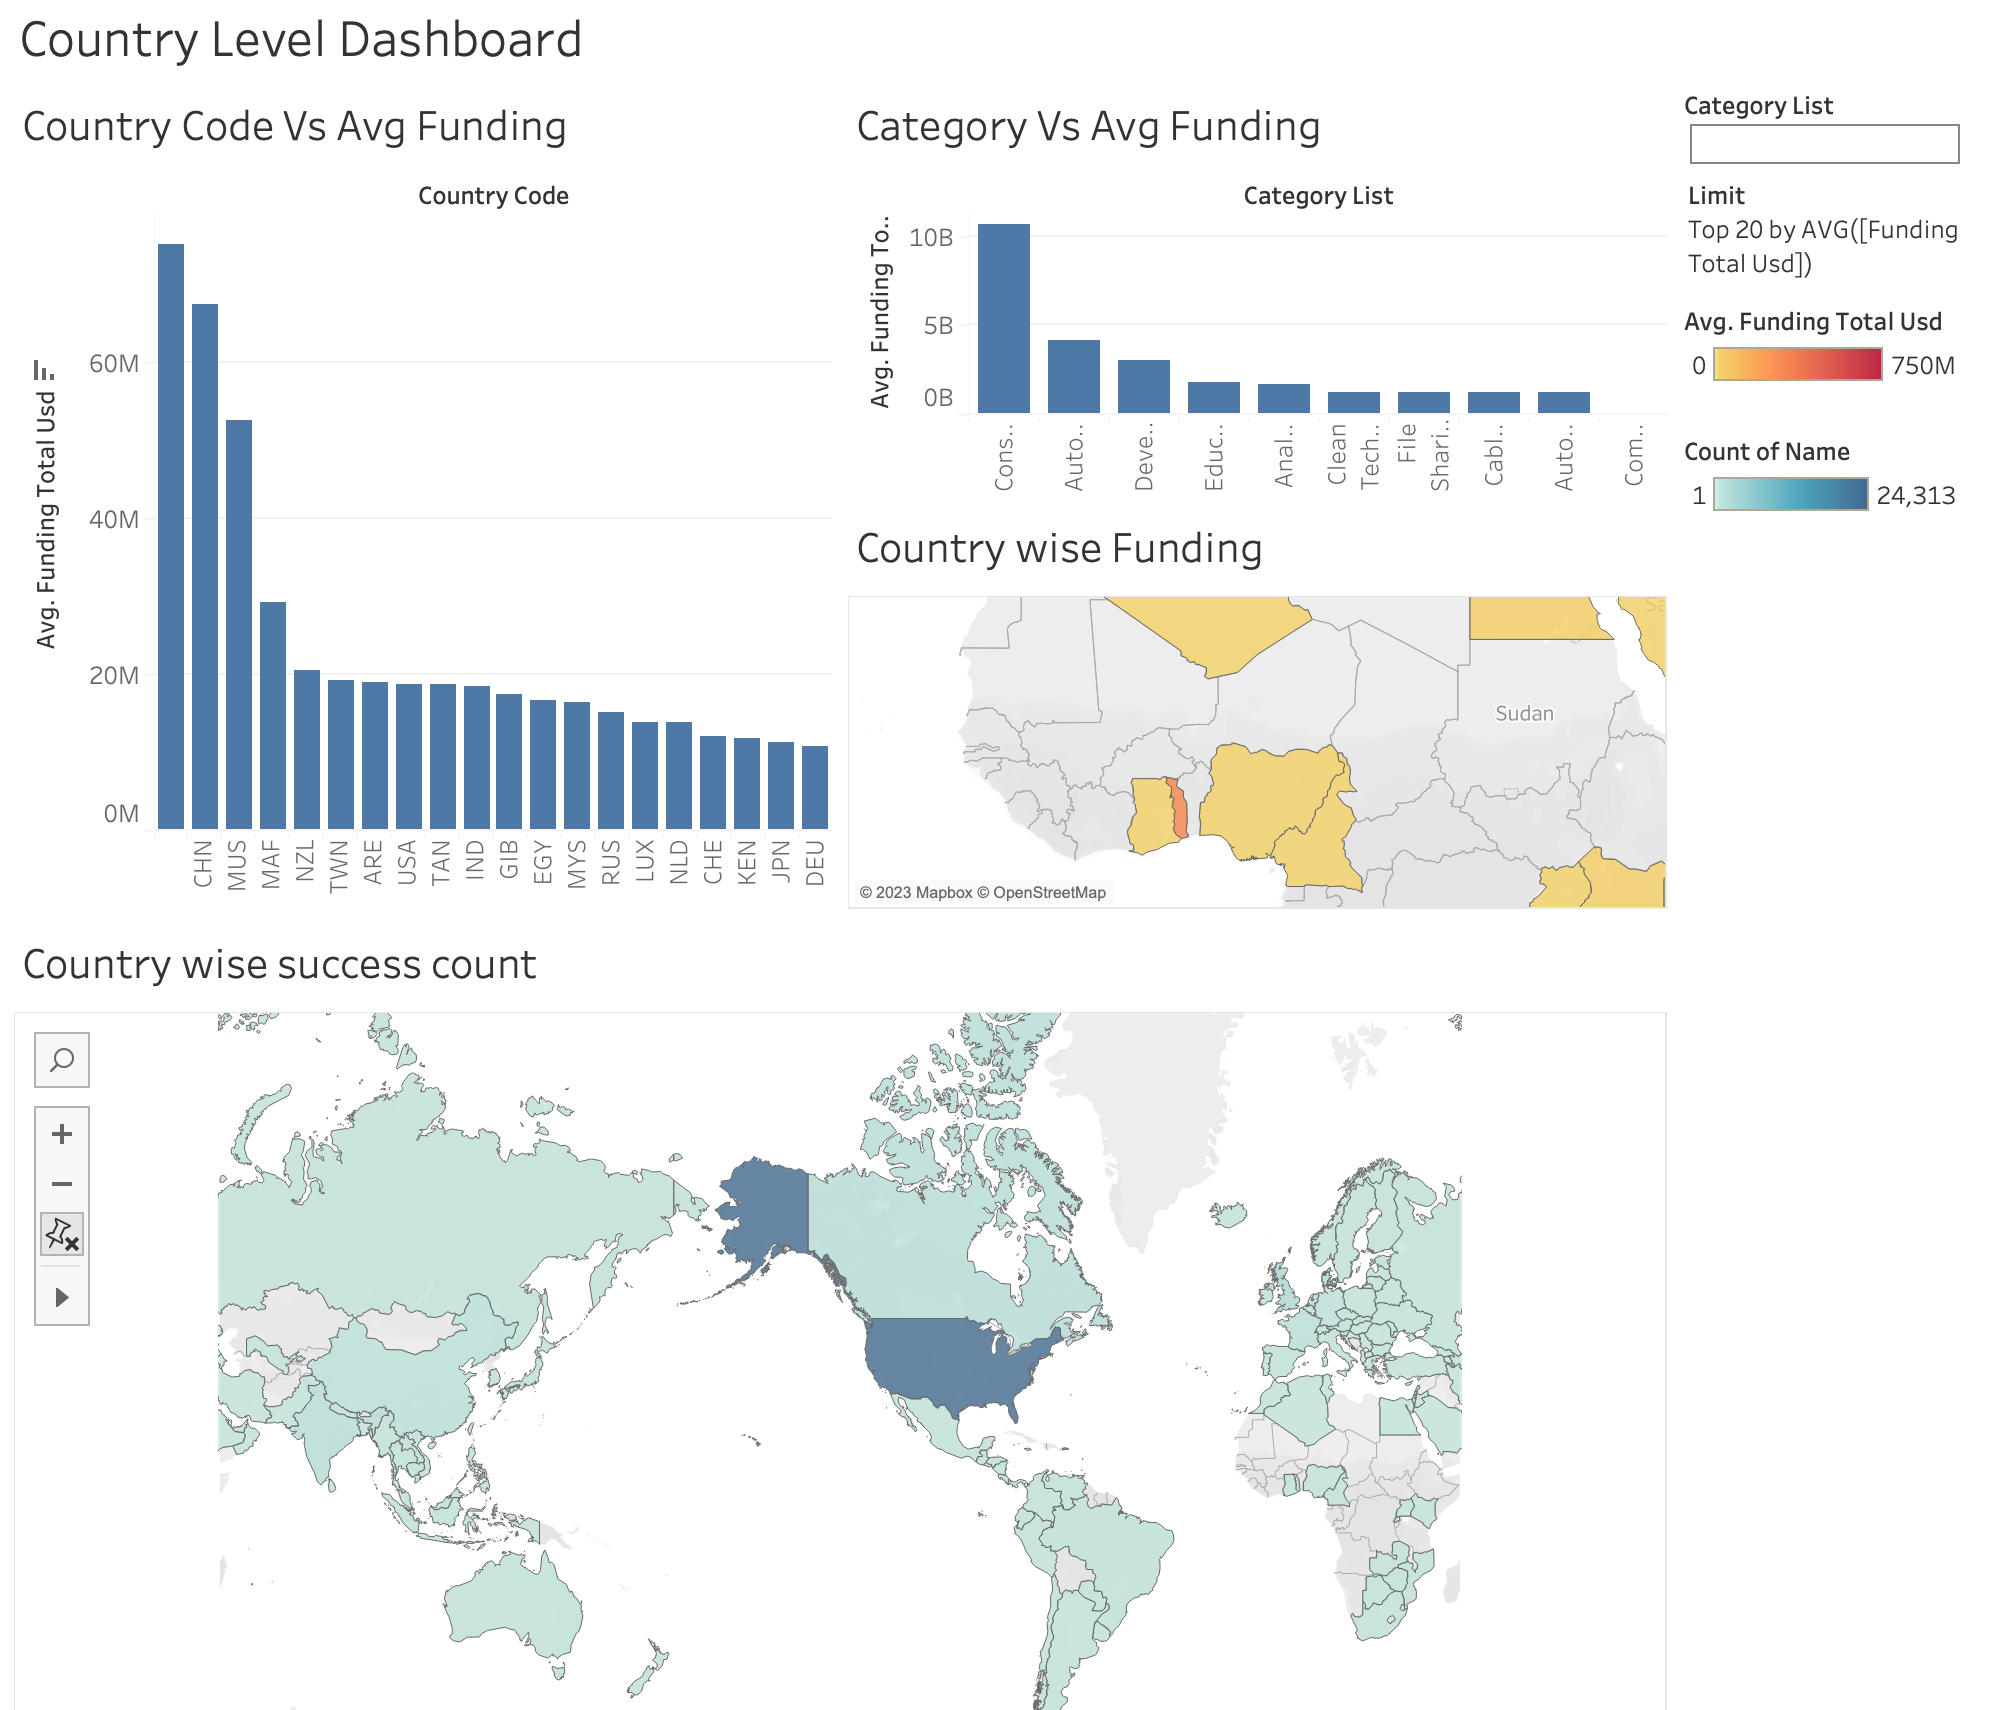 Country Level Dashboard
Country Code Vs Avg Funding
Country Code
Avg. Funding Total Usd
60M
40M
20M
0M
CHN
MUS
MAF
NZL
TWN
ARE
USA
TAN
IND
GIB
EGY
MYS
RUS
LUX
NLD
CHE
KEN
JPN
DEU
Category Vs Avg Funding
Category List
Avg. Funding To..
10B
5B
0B
Cons..
Auto..
Deve..
Educ..
Anal..
Clean
Tech..
File
Shari..
Cabl..
Auto..
Com..
Category List
Limit
Top 20 by AVG([Funding
Total Usd])
Avg. Funding Total Usd
0 750M
Count of Name
1 24,313
Country wise Funding
Sa
Sudan
© 2023 Mapbox © OpenStreetMap
Country wise success count